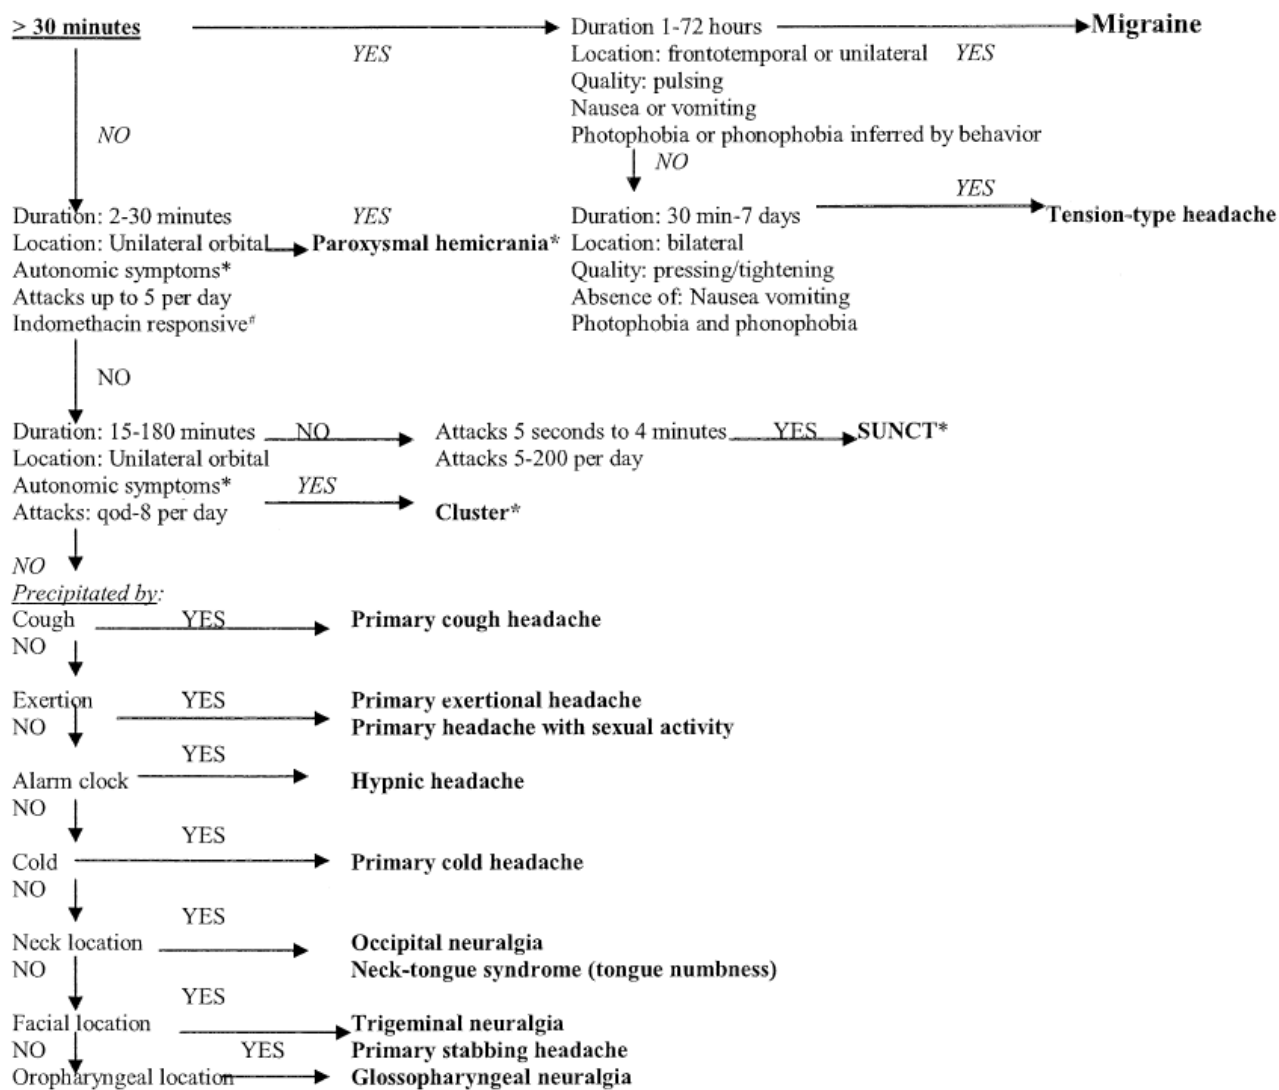 > 30 minutes
YES
Duration 1-72 hours
Location: frontotemporal or unilateral
Quality: pulsing
Nausea or vomiting
Photophobia or phonophobia inferred by behavior
YES
Migraine
NO
NO
Duration: 2-30 minutes
Location: Unilateral orbital
Autonomic symptoms*
Attacks up to 5 per day
Indomethacin responsive#
YES
Paroxysmal hemicrania*
Duration: 30 min-7 days
Location: bilateral
Quality: pressing/tightening
Absence of: Nausea vomiting
Photophobia and phonophobia
YES
Tension-type headache
NO
Duration: 15-180 minutes
Location: Unilateral orbital
Autonomic symptoms*
Attacks: qod-8 per day
NO
Attacks 5 seconds to 4 minutes
Attacks 5-200 per day
YES
SUNCT*
YES
Cluster*
NO
Precipitated by:
Cough
YES
Primary cough headache
NO
Exertion
YES
Primary exertional headache
Primary headache with sexual activity
NO
YES
Alarm clock
Hypnic headache
NO
YES
Cold
Primary cold headache
NO
YES
Neck location
Occipital neuralgia
Neck-tongue syndrome (tongue numbness)
NO
YES
Facial location
Trigeminal neuralgia
Primary stabbing headache
NO
YES
Oropharyngeal location
Glossopharyngeal neuralgia